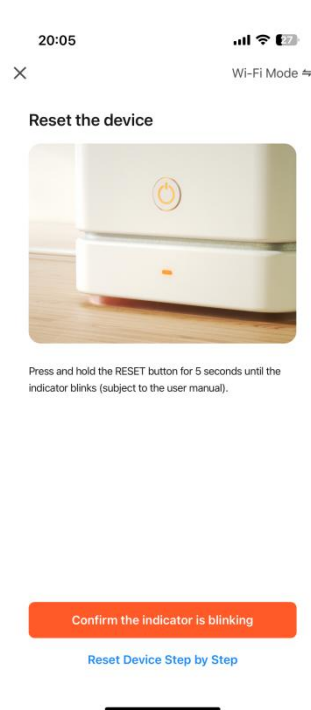 20:05
27
Wi-Fi Mode ⇋
Reset the device
Press and hold the RESET button for 5 seconds until the
indicator blinks (subject to the user manual).
Confirm the indicator is blinking
Reset Device Step by Step